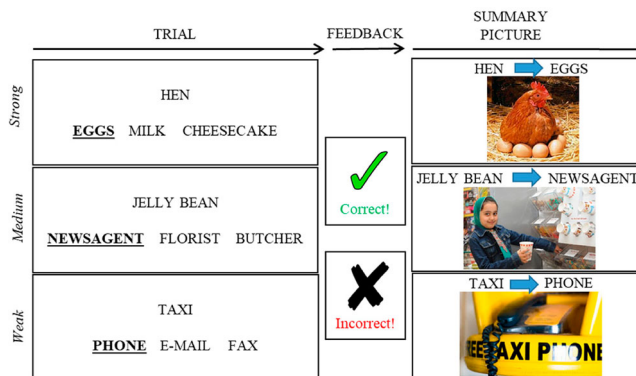 TRIAL
FEEDBACK
SUMMARY
PICTURE
Strong
HEN
EGGS MILK CHEESECAKE
HEN EGGS
Medium
JELLY BEAN
NEWSAGENT FLORIST BUTCHER
Correct!
JELLY BEAN NEWSAGENT
Weak
TAXI
PHONE E-MAIL FAX
Incorrect!
TAXI PHONE
FREE TAXI PHONE